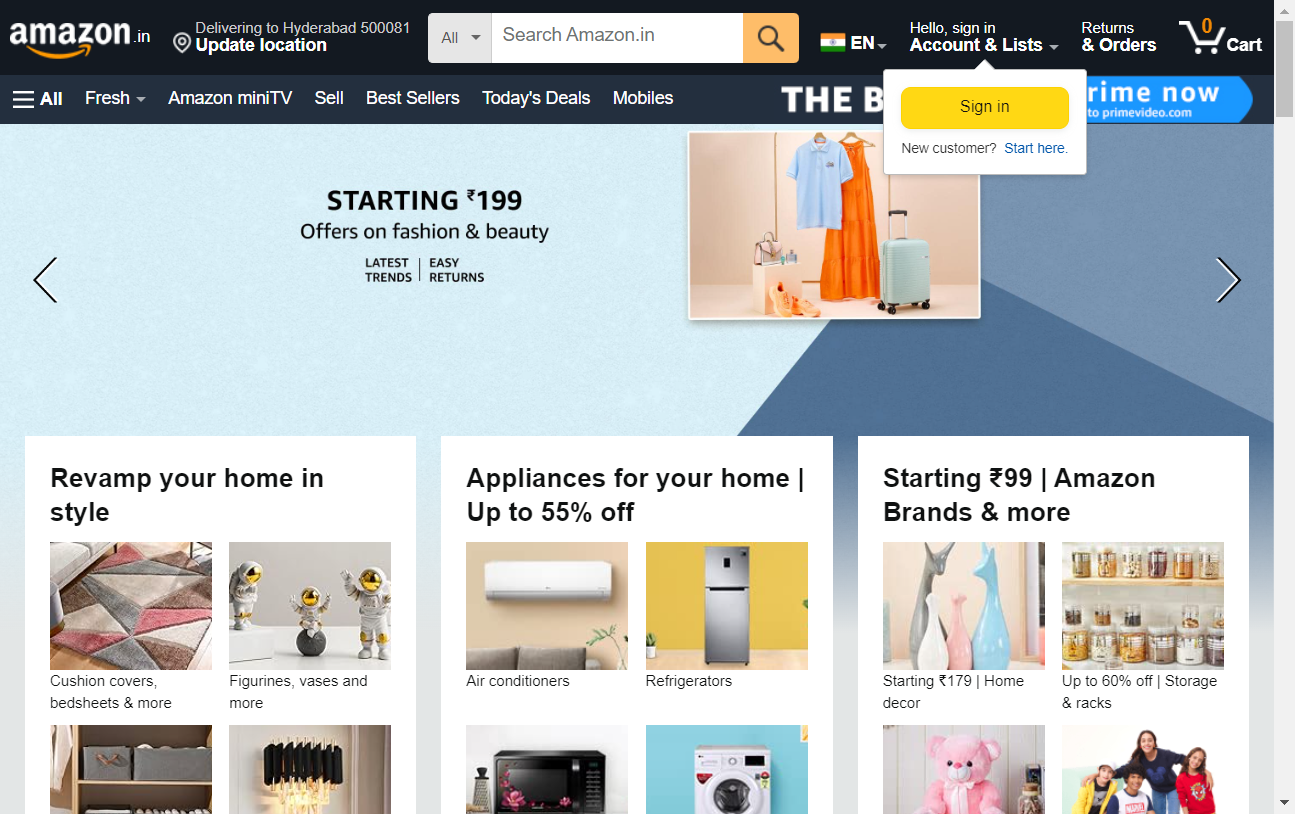 amazon.in
Delivering to Hyderabad 500081
Update location
All
Search Amazon.in
EN
Hello, sign in
Account & Lists
Returns
& Orders
0
Cart
All
Fresh
Amazon miniTV
Sell
Best Sellers
Today's Deals
Mobiles
THE B
rime now
to primevideo.com
Sign in
New customer? Start here.
STARTING ₹199
Offers on fashion & beauty
LATEST TRENDS
EASY RETURNS
Revamp your home in
style
Cushion covers,
bedsheets & more
Figurines, vases and
more
Appliances for your home |
Up to 55% off
Air conditioners
Refrigerators
Starting ₹99 | Amazon
Brands & more
Starting ₹179 | Home
decor
Up to 60% off | Storage
& racks